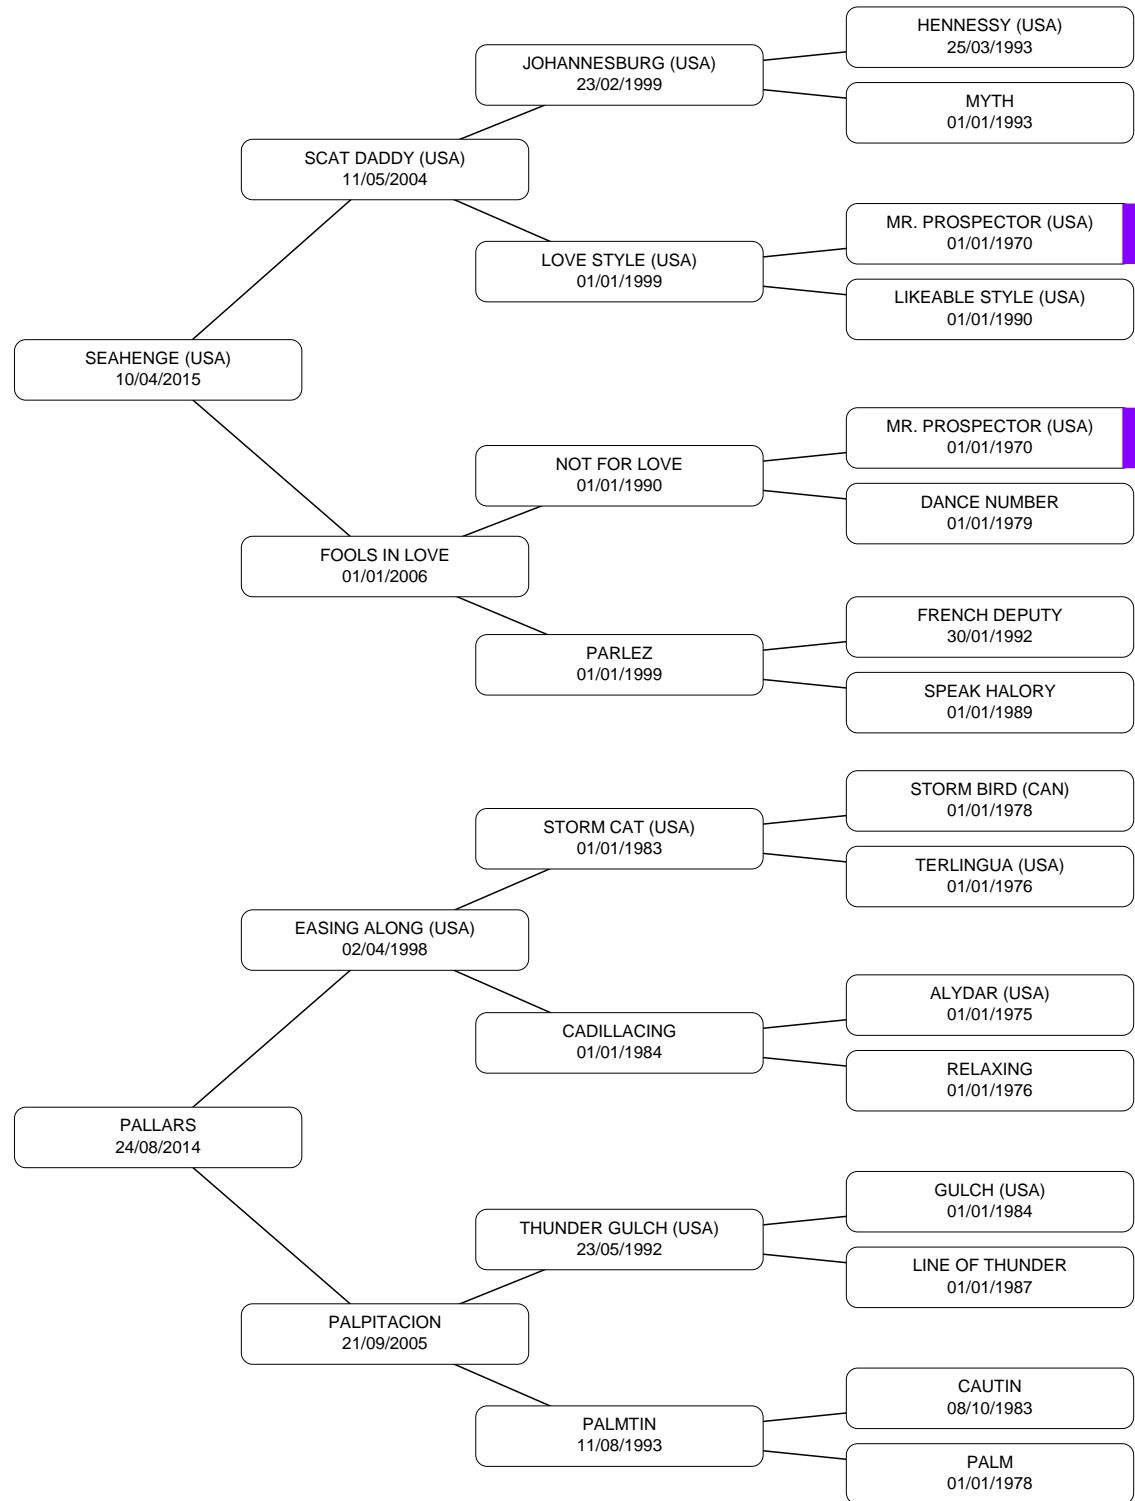 HENNESSY (USA)
25/03/1993
JOHANNESBURG (USA)
23/02/1999
MYTH
01/01/1993
SCAT DADDY (USA)
11/05/2004
MR. PROSPECTOR (USA)
01/01/1970
LOVE STYLE (USA)
01/01/1999
LIKEABLE STYLE (USA)
01/01/1990
SEAHENGE (USA)
10/04/2015
MR. PROSPECTOR (USA)
01/01/1970
NOT FOR LOVE
01/01/1990
DANCE NUMBER
01/01/1979
FOOLS IN LOVE
01/01/2006
FRENCH DEPUTY
30/01/1992
PARLEZ
01/01/1999
SPEAK HALORY
01/01/1989
STORM BIRD (CAN)
01/01/1978
STORM CAT (USA)
01/01/1983
TERLINGUA (USA)
01/01/1976
EASING ALONG (USA)
02/04/1998
ALYDAR (USA)
01/01/1975
CADILLACING
01/01/1984
RELAXING
01/01/1976
PALLARS
24/08/2014
GULCH (USA)
01/01/1984
THUNDER GULCH (USA)
23/05/1992
LINE OF THUNDER
01/01/1987
PALPITACION
21/09/2005
CAUTIN
08/10/1983
PALMTIN
11/08/1993
PALM
01/01/1978